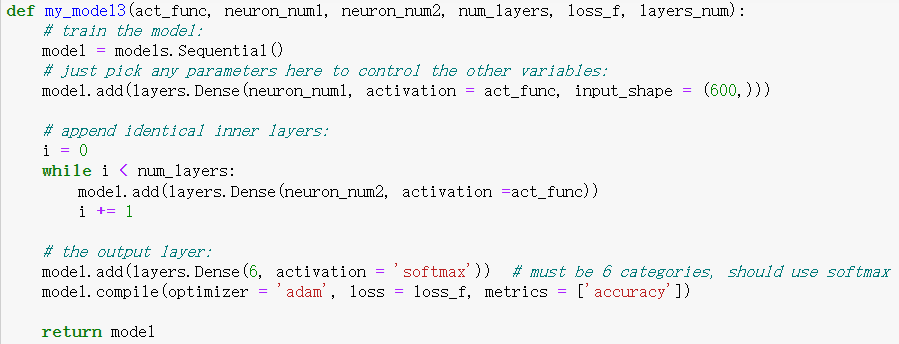 def my_model3(act_func, neuron_num1, neuron_num2, num_layers, loss_f, layers_num):
    # train the model:
    model = models.Sequential()
    # just pick any parameters here to control the other variables:
    model.add(layers.Dense(neuron_num1, activation = act_func, input_shape = (600,)))

    # append identical inner layers:
    i = 0
    while i < num_layers:
        model.add(layers.Dense(neuron_num2, activation =act_func))
        i += 1

    # the output layer:
    model.add(layers.Dense(6, activation = 'softmax'))  # must be 6 categories, should use softmax
    model.compile(optimizer = 'adam', loss = loss_f, metrics = ['accuracy'])

    return model